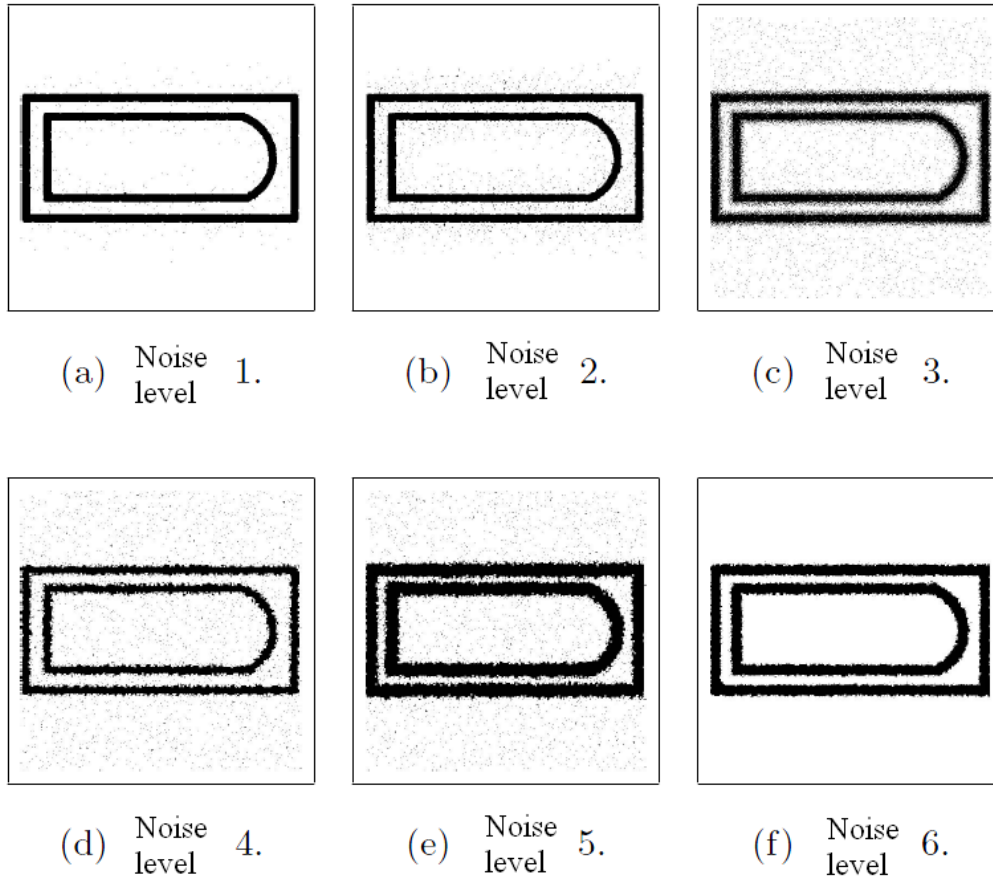 (a) Noise level 1.
(b) Noise level 2.
(c) Noise level 3.
(d) Noise level 4.
(e) Noise level 5.
(f) Noise level 6.